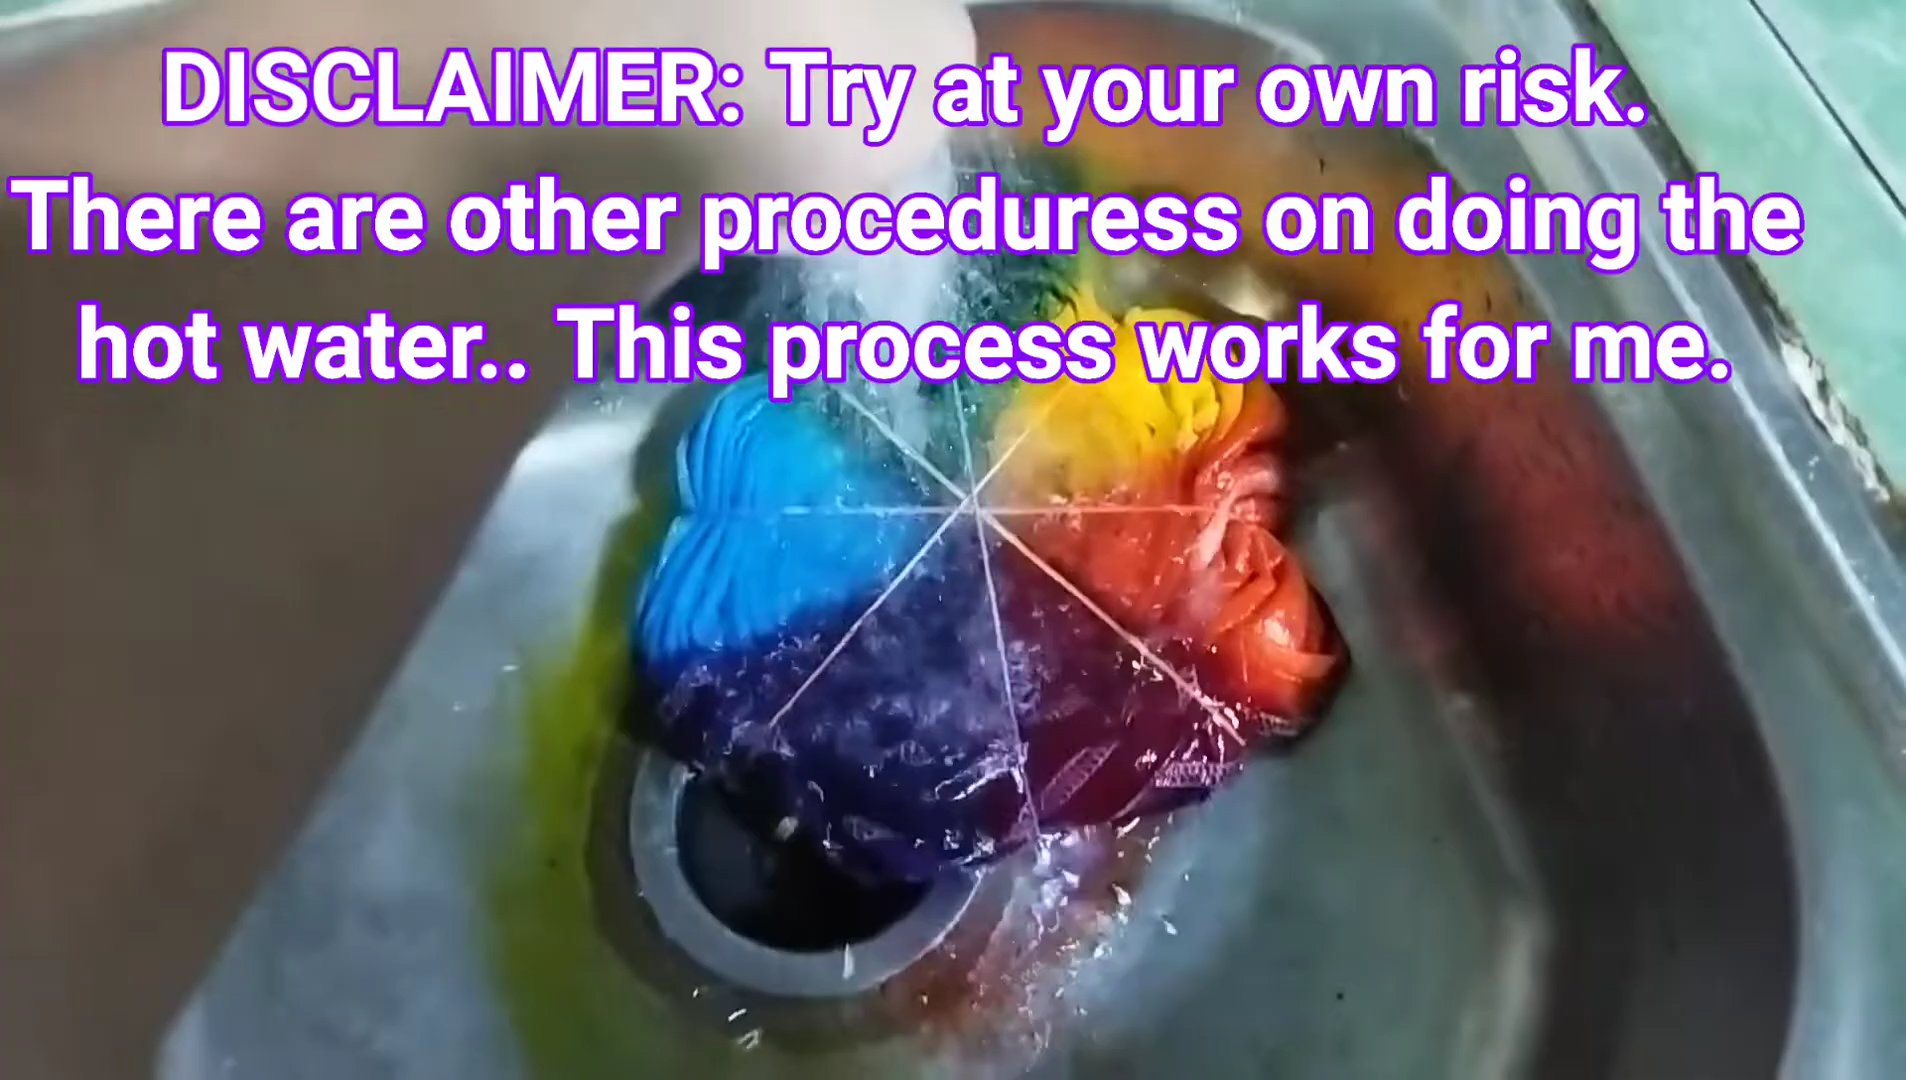 DISCLAIMER: Try at your own risk.
There are other proceduress on doing the
hot water.. This process works for me.